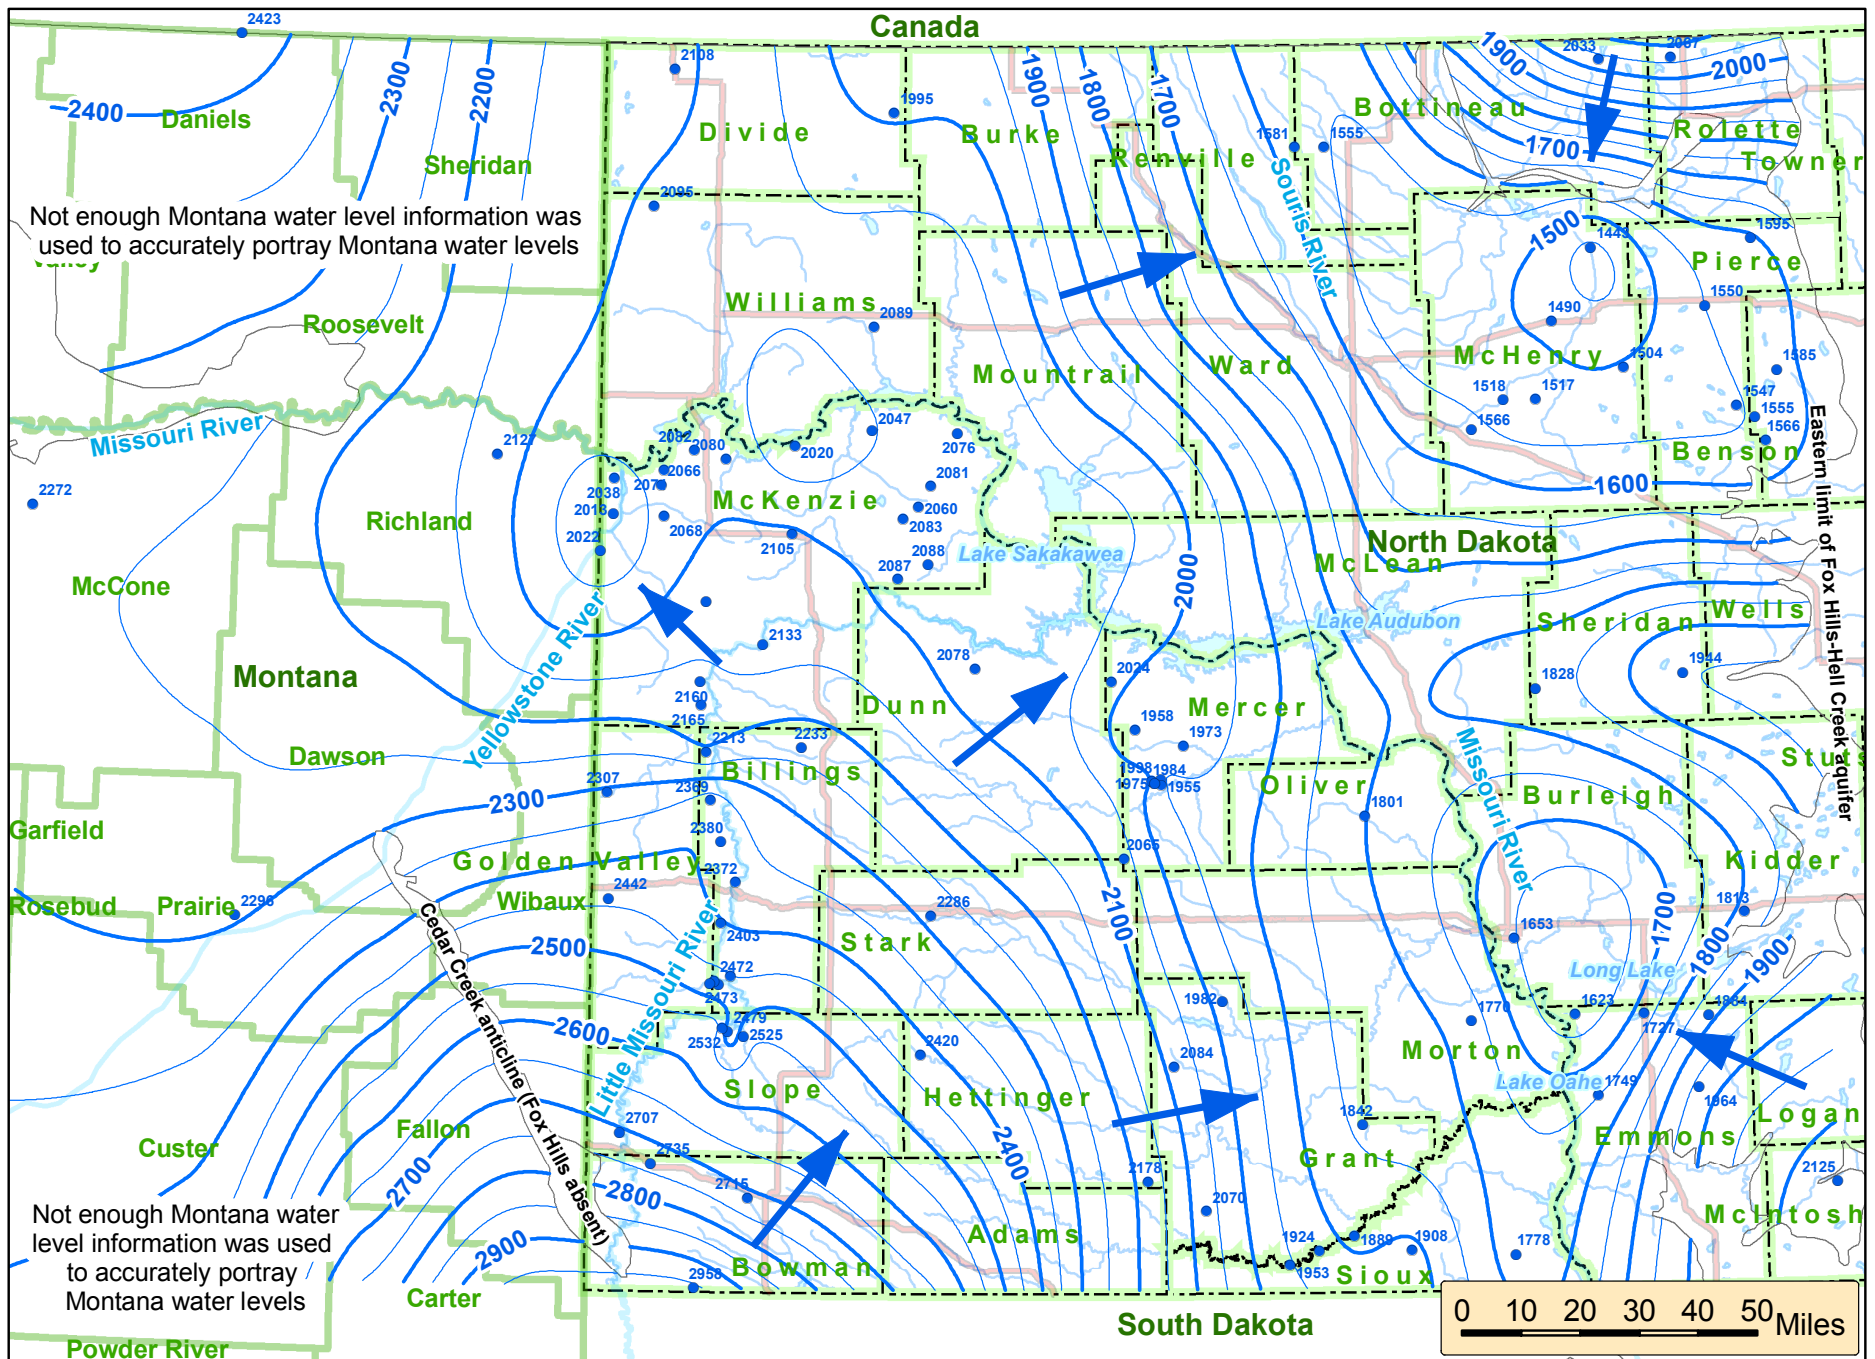 2423
Canada
2108
2033
2087
1900
2000
2400
2300
2200
1900
1800
1700
Daniels
1995
Divide
Burke
Bottineau
Rolette
1581
1555
Renville
1700
Towner
Sheridan
2095
Souris River
Not enough Montana water level information was
used to accurately portray Montana water levels
Valley
1500
1443
1595
Pierce
Williams
2089
1550
Roosevelt
1490
McHenry
1504
Mountrail
Ward
1585
1518
1517
1547
1555
1566
1566
Missouri River
2127
2082
2080
2047
2020
2076
Benson
Eastern limit of Fox Hills-Hell Creek aquifer
2272
2066
2038
2018
2081
McKenzie
1600
Richland
2060
2083
2068
2022
2105
2088
2087
Lake Sakakawea
North Dakota
McLean
2000
McCone
Wells
Sheridan
Lake Audubon
2133
2078
2024
1944
1828
Montana
Yellowstone River
2160
2165
Dunn
Mercer
1958
1973
Missouri River
2213
2233
Dawson
Billings
1998
1984
1975
1955
Oliver
Burleigh
Stuts
2307
2369
2300
1801
Garfield
2380
Golden Valley
2065
Kidder
2372
2442
Wibaux
Rosebud
Prairie
2296
2286
2100
1813
1700
Cedar Creek anticline (Fox Hills absent)
2403
Stark
1653
2500
1800
1900
2472
2473
Long Lake
Little Missouri River
1982
1623
1884
1770
1727
2600
2479
2532
2525
2420
2084
Morton
Slope
Hettinger
Lake Oahe
1749
1964
Logan
2707
1842
Fallon
Emmons
Custer
2735
2400
Grant
2178
2125
2700
2715
2070
2800
McIntosh
Not enough Montana water
level information was used
to accurately portray
Montana water levels
Adams
1924
1889
1908
1778
2900
Bowman
1953
Sioux
2958
Carter
South Dakota
0 10 20 30 40 50 Miles
Powder River